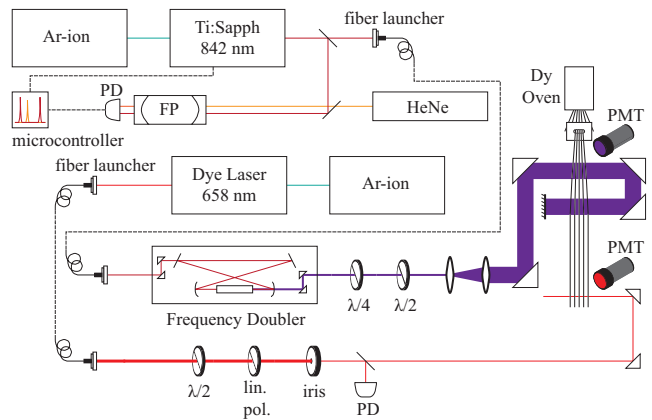 fiber launcher
Ar-ion
Ti:Sapph
842 nm
Dy
Oven
PD
FP
HeNe
PMT
microcontroller
fiber launcher
Dye Laser
658 nm
Ar-ion
PMT
λ/4
λ/2
Frequency Doubler
λ/2
lin.
pol.
iris
PD